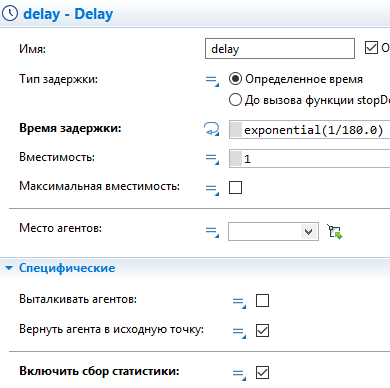 delay - Delay
Имя:
delay
О
Тип задержки:
Определенное время
До вызова функции stopDe
Время задержки:
exponential(1/180.0)
Вместимость:
1
Максимальная вместимость:
Место агентов:
Специфические
Выталкивать агентов:
Вернуть агента в исходную точку:
Включить сбор статистики: